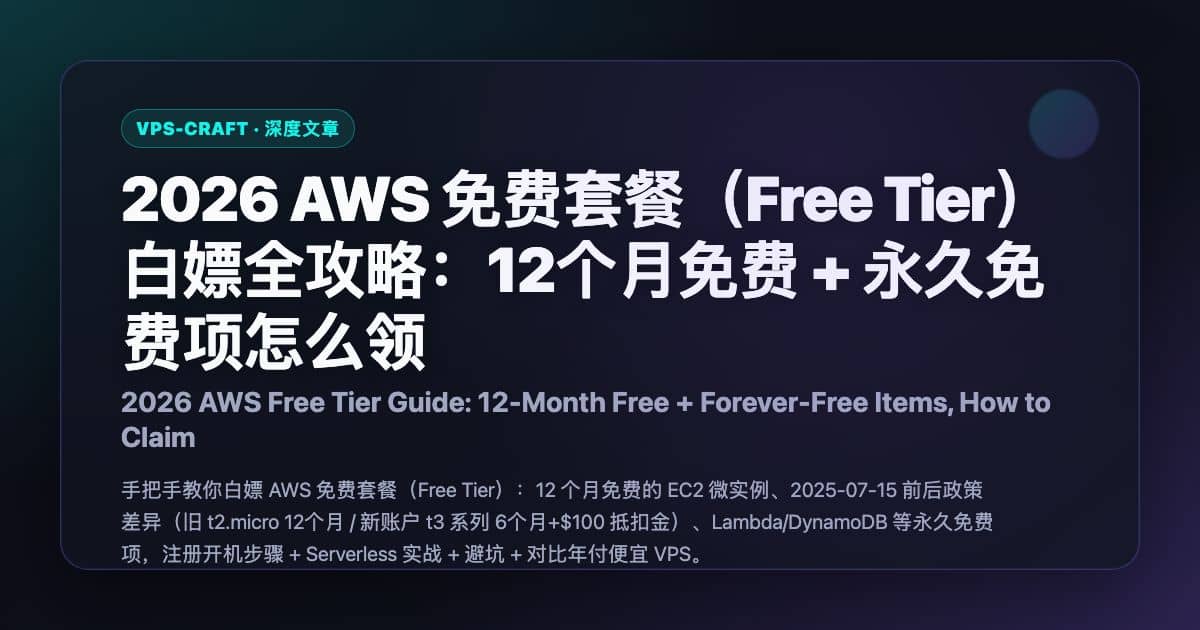 VPS-CRAFT · 深度文章
2026 AWS 免费套餐（Free Tier）
白嫖全攻略：12个月免费 + 永久免
费项怎么领
2026 AWS Free Tier Guide: 12-Month Free + Forever-Free Items, How to
Claim
手把手教你白嫖 AWS 免费套餐（Free Tier）：12 个月免费的 EC2 微实例、2025-07-15 前后政策
差异（旧 t2.micro 12个月 / 新账户 t3 系列 6个月+$100 抵扣金）、Lambda/DynamoDB 等永久免费
项，注册开机步骤 + Serverless 实战 + 避坑 + 对比年付便宜 VPS。